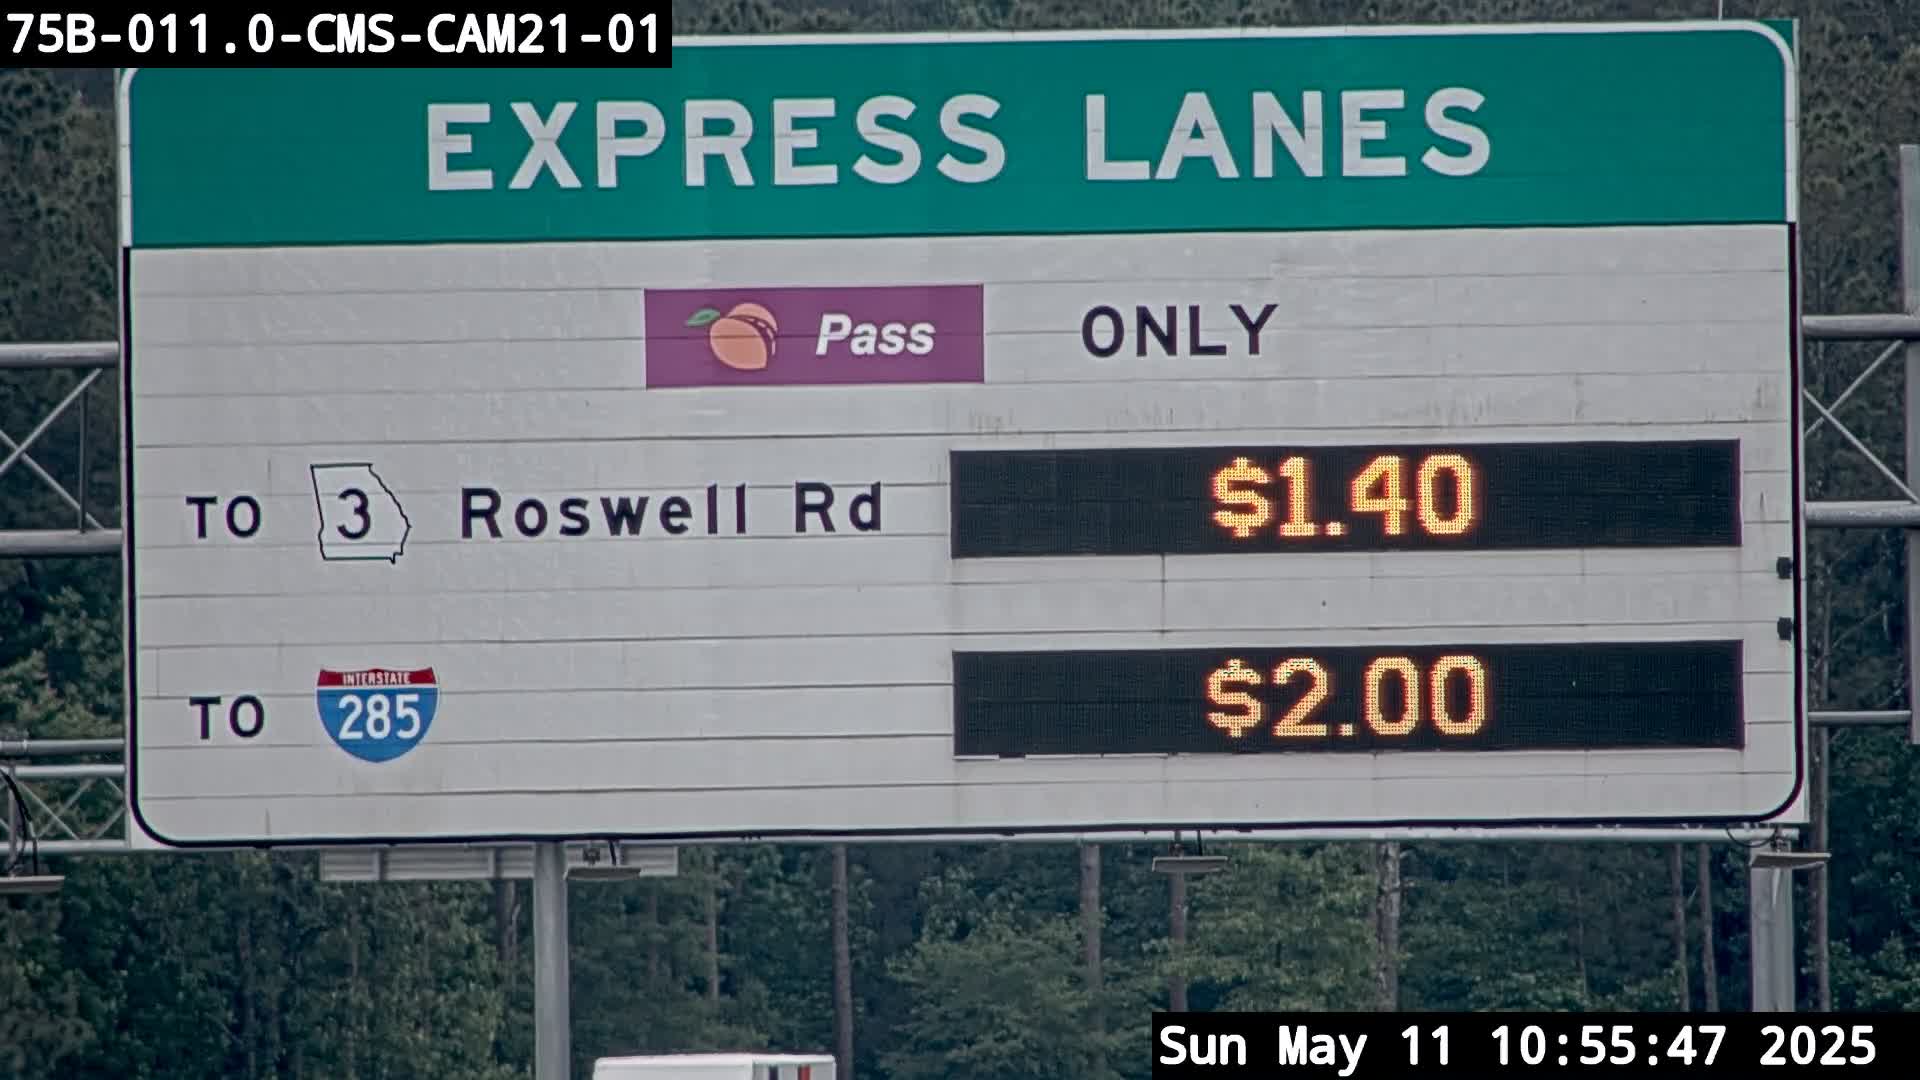 75B-011.0-CMS-CAM21-01
EXPRESS LANES
Pass ONLY
TO 3 Roswell Rd $1.40
TO INTERSTATE 285 $2.00
Sun May 11 10:55:47 2025